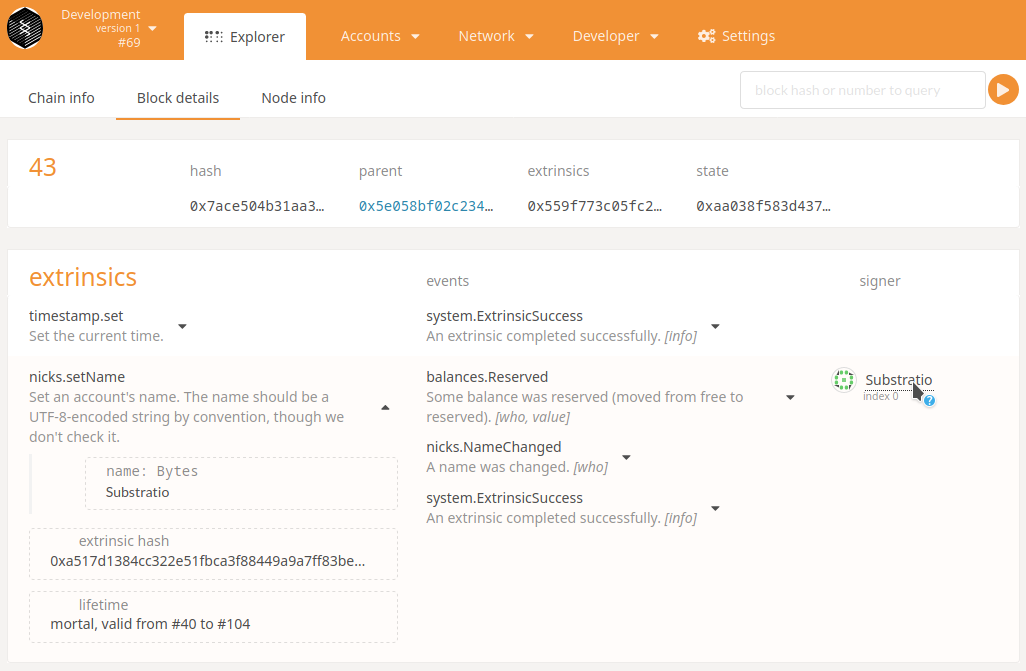 Development
version 1
#69
Explorer
Accounts
Network
Developer
Settings
Chain info
Block details
Node info
block hash or number to query
43
hash
parent
extrinsics
state
0x7ace504b31aa3…
0x5e058bf02c234…
0x559f773c05fc2…
0xaa038f583d437…
extrinsics
events
signer
timestamp.set
Set the current time.
system.ExtrinsicSuccess
An extrinsic completed successfully. [info]
nicks.setName
Set an account's name. The name should be a
UTF-8-encoded string by convention, though we
don't check it.
name: Bytes
Substratio
extrinsic hash
0xa517d1384cc322e51fbca3f88449a9a7ff83be…
lifetime
mortal, valid from #40 to #104
balances.Reserved
Some balance was reserved (moved from free to
reserved). [who, value]
nicks.NameChanged
A name was changed. [who]
system.ExtrinsicSuccess
An extrinsic completed successfully. [info]
Substratio
index 0
?